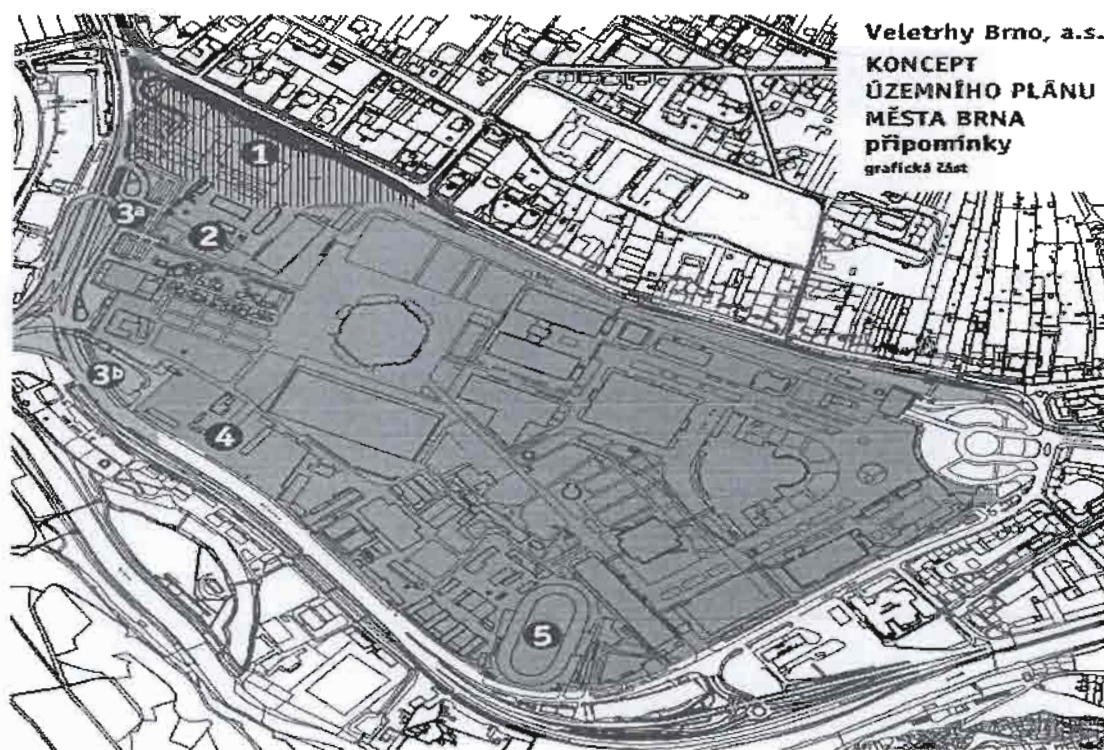 Veletrhy Brno, a.s.
KONCEPT
ÚZEMNÍHO PLÁNU
MĚSTA BRNA
připomínky
grafická část
1
3a
2
3b
4
5